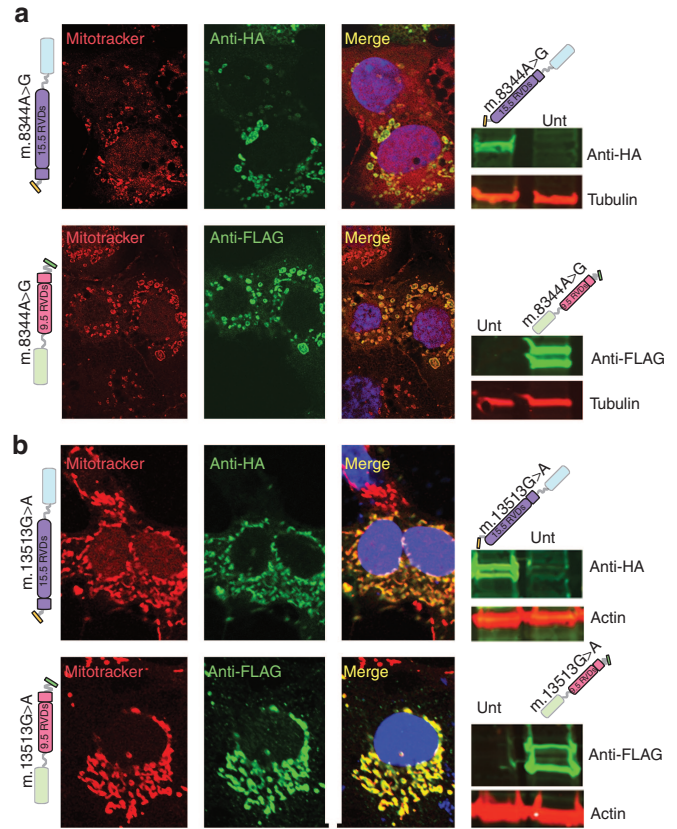 a
m.8344A>G
15.5 RVDs
Mitotracker
Anti-HA
Merge
m.8344A>G
15.5 RVDs
Unt
Anti-HA
Tubulin
m.8344A>G
9.5 RVDs
Mitotracker
Anti-FLAG
Merge
Unt
m.8344A>G
9.5 RVDs
Anti-FLAG
Tubulin
b
m.13513G>A
15.5 RVDs
Mitotracker
Anti-HA
Merge
m.13513G>A
15.5 RVDs
Unt
Anti-HA
Actin
m.13513G>A
9.5 RVDs
Mitotracker
Anti-FLAG
Merge
Unt
m.13513G>A
9.5 RVDs
Anti-FLAG
Actin